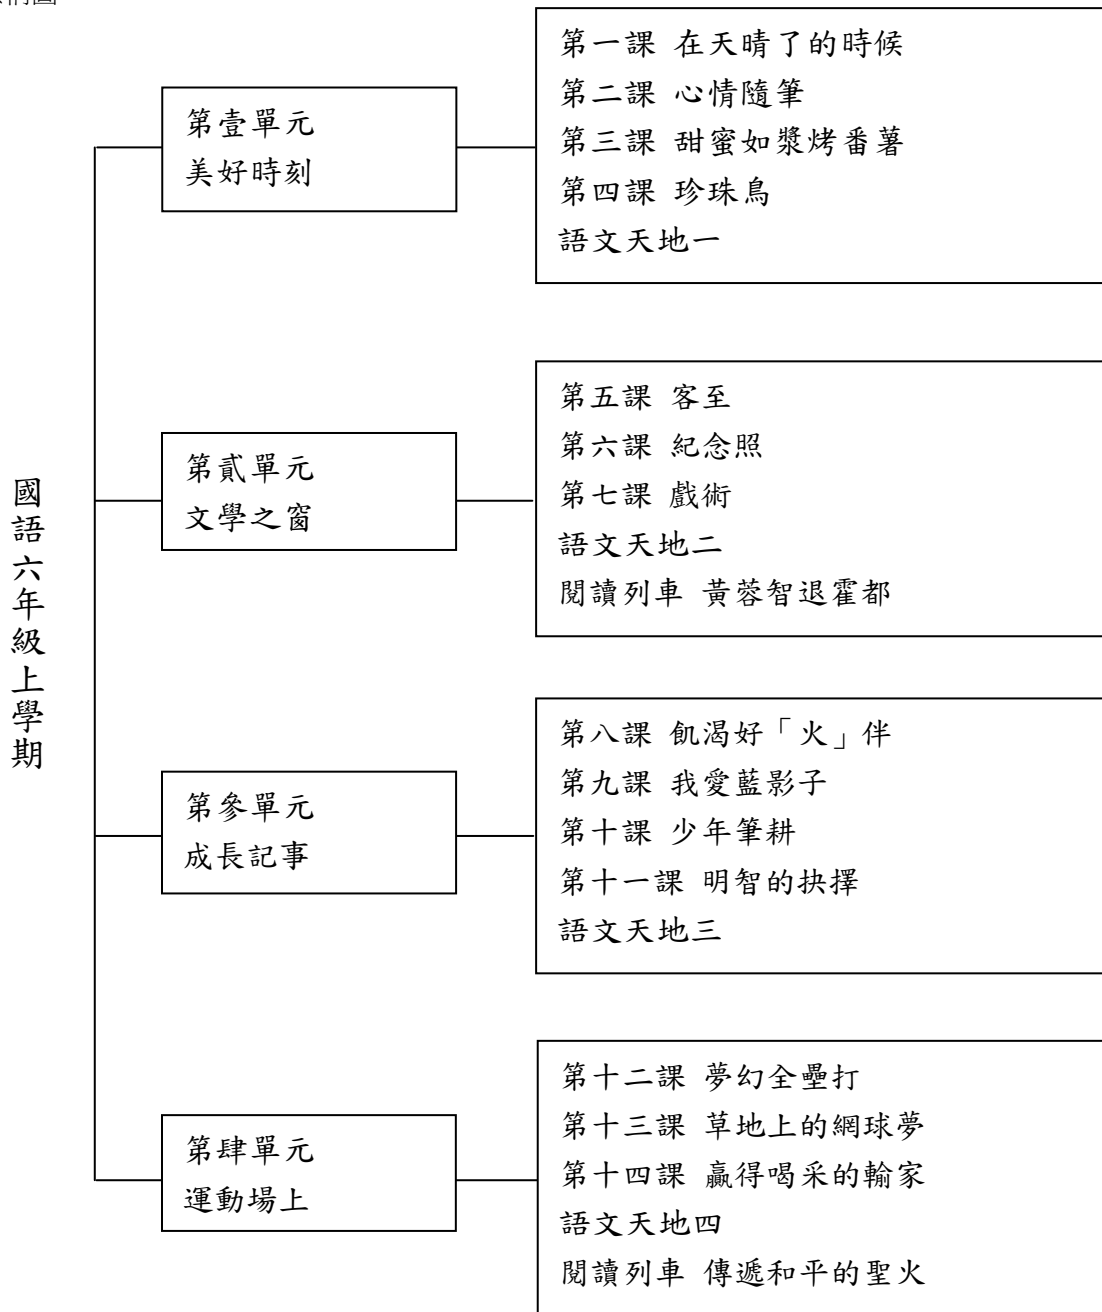 國語六年級上學期
第壹單元
美好時刻
第一課 在天晴了的時候
第二課 心情隨筆
第三課 甜蜜如漿烤番薯
第四課 珍珠鳥
語文天地一
第貳單元
文學之窗
第五課 客至
第六課 紀念照
第七課 戲術
語文天地二
閱讀列車 黃蓉智退霍都
第參單元
成長記事
第八課 飢渴好「火」伴
第九課 我愛藍影子
第十課 少年筆耕
第十一課 明智的抉擇
語文天地三
第肆單元
運動場上
第十二課 夢幻全壘打
第十三課 草地上的網球夢
第十四課 贏得喝采的輸家
語文天地四
閱讀列車 傳遞和平的聖火